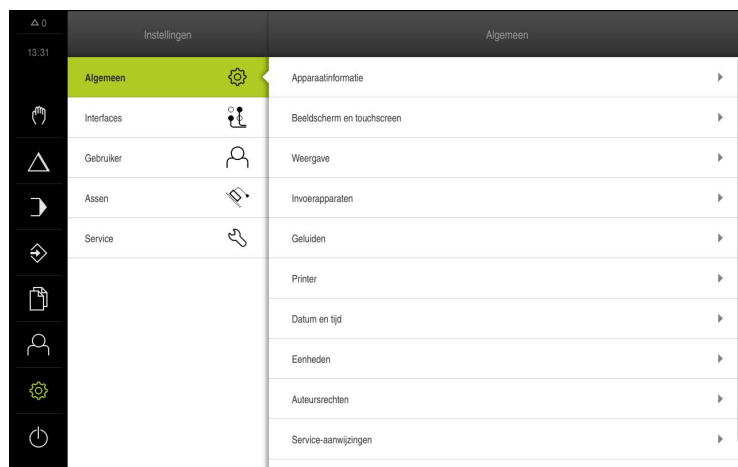 0
13:31
Instellingen
Algemeen
Interfaces
Gebruiker
Assen
Service
Algemeen
Apparaatinformatie
Beeldscherm en touchscreen
Weergave
Invoerapparaten
Geluiden
Printer
Datum en tijd
Eenheden
Auteursrechten
Service-aanwijzingen